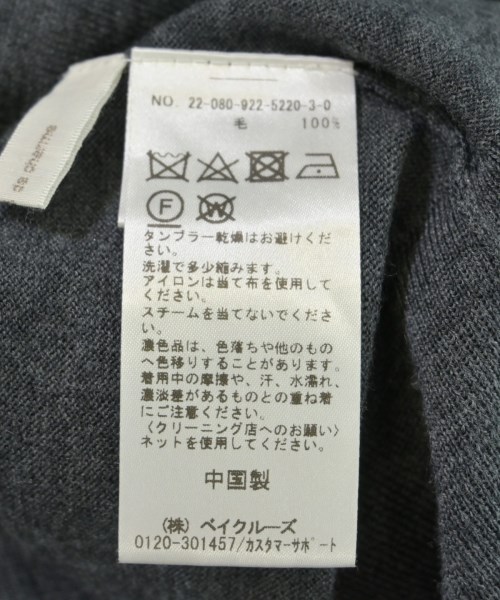 NO. 22-080-922-5220-3-0
毛 100%
F W
タンブラー乾燥はお避けくだ
さい。
洗濯で多少縮みます。
アイロンは当て布を使用して
ください。
スチームを当てないでくださ
い。
濃色品は、色落ちや他のもの
へ色移りすることがあります。
着用中の摩擦や、汗、水濡れ、
濃淡差があるものとの重ね着
にご注意ください。
〈クリーニング店へのお願い〉
ネットを使用してください。
中国製
(株) ベイクルーズ
0120-301457/カスタマーサポート
de charme